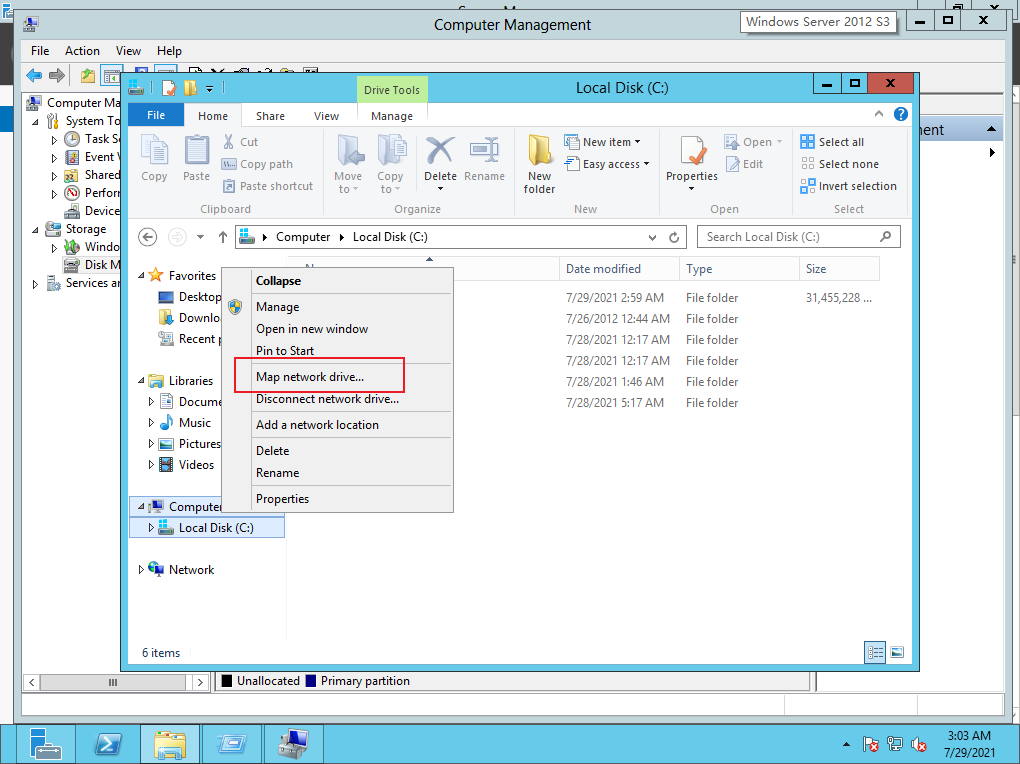 Computer Management
Windows Server 2012 S3
File Action View Help
Computer Ma
System To
Task S
Event
Shared
Perforr
Device
Storage
Windo
Disk M
Services ar
Drive Tools
Local Disk (C:)
File Home Share View Manage
Copy
Paste
Cut
Copy path
Paste shortcut
Clipboard
Move to
Copy to
Delete
Rename
Organize
New folder
New item
Easy access
New
Properties
Open
Edit
Open
Select all
Select none
Invert selection
Select
Computer Local Disk (C:)
Search Local Disk (C:)
Date modified Type Size
7/29/2021 2:59 AM File folder 31,455,228 ...
7/26/2012 12:44 AM File folder
7/28/2021 12:17 AM File folder
7/28/2021 12:17 AM File folder
7/28/2021 1:46 AM File folder
7/28/2021 5:17 AM File folder
Favorites
Desktop
Downlo
Recent
Libraries
Docume
Music
Pictures
Videos
Computer
Local Disk (C:)
Network
Collapse
Manage
Open in new window
Pin to Start
Map network drive...
Disconnect network drive...
Add a network location
Delete
Rename
Properties
6 items
ment
Unallocated Primary partition
3:03 AM
7/29/2021